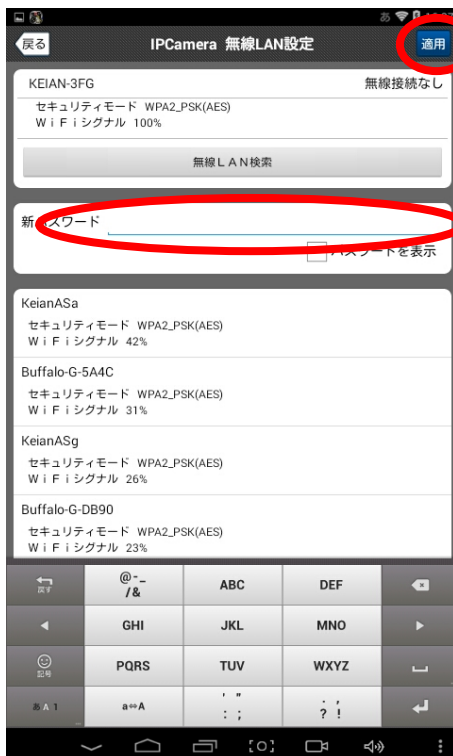 あ
戻る IPCamera 無線LAN設定 適用
KEIAN-3FG 無線接続なし
セキュリティモード WPA2_PSK(AES)
ＷｉＦｉシグナル 100%
無線ＬＡＮ検索
新パスワード
パスワードを表示
KeianASa
セキュリティモード WPA2_PSK(AES)
ＷｉＦｉシグナル 42%
Buffalo-G-5A4C
セキュリティモード WPA2_PSK(AES)
ＷｉＦｉシグナル 31%
KeianASg
セキュリティモード WPA2_PSK(AES)
ＷｉＦｉシグナル 26%
Buffalo-G-DB90
セキュリティモード WPA2_PSK(AES)
ＷｉＦｉシグナル 23%
戻す @-_/& ABC DEF
GHI JKL MNO
記号 PQRS TUV WXYZ
あA1 a⇔A ' " : ; . , ? !